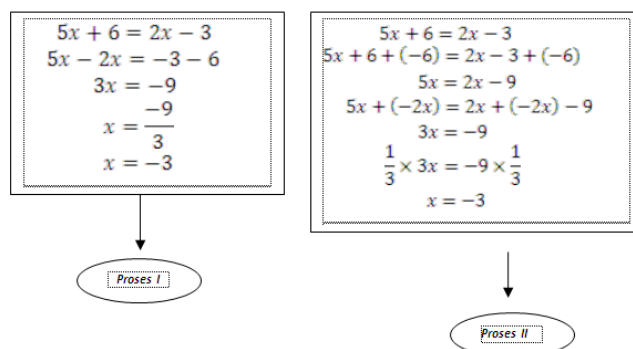 5x + 6 = 2x − 3
5x − 2x = −3 − 6
3x = −9
x = −9/3
x = −3
Proses I
5x + 6 = 2x − 3
5x + 6 + (−6) = 2x − 3 + (−6)
5x = 2x − 9
5x + (−2x) = 2x + (−2x) − 9
3x = −9
1/3 × 3x = −9 × 1/3
x = −3
Proses II